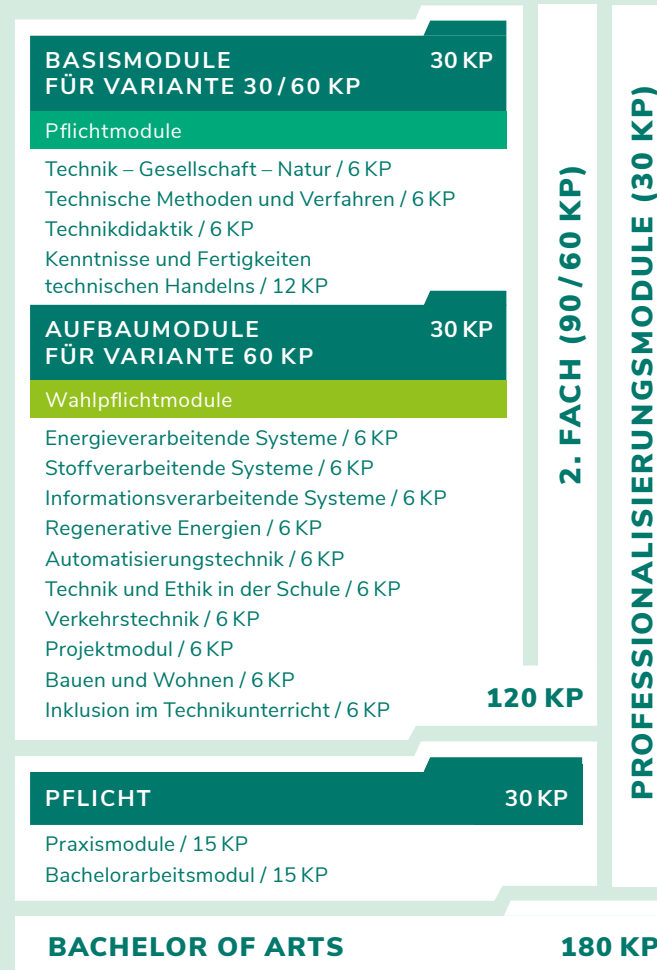 BASISMODULE 30 KP
FÜR VARIANTE 30/60 KP
Pflichtmodule
Technik – Gesellschaft – Natur / 6 KP
Technische Methoden und Verfahren / 6 KP
Technikdidaktik / 6 KP
Kenntnisse und Fertigkeiten
technischen Handelns / 12 KP
AUFBAUMODULE 30 KP
FÜR VARIANTE 60 KP
Wahlpflichtmodule
Energieverarbeitende Systeme / 6 KP
Stoffverarbeitende Systeme / 6 KP
Informationsverarbeitende Systeme / 6 KP
Regenerative Energien / 6 KP
Automatisierungstechnik / 6 KP
Technik und Ethik in der Schule / 6 KP
Verkehrstechnik / 6 KP
Projektmodul / 6 KP
Bauen und Wohnen / 6 KP
Inklusion im Technikunterricht / 6 KP
2. FACH (90/60 KP)
120 KP
PROFESSIONALISIERUNGSMODULE (30 KP)
PFLICHT 30 KP
Praxismodule / 15 KP
Bachelorarbeitsmodul / 15 KP
BACHELOR OF ARTS 180 KP